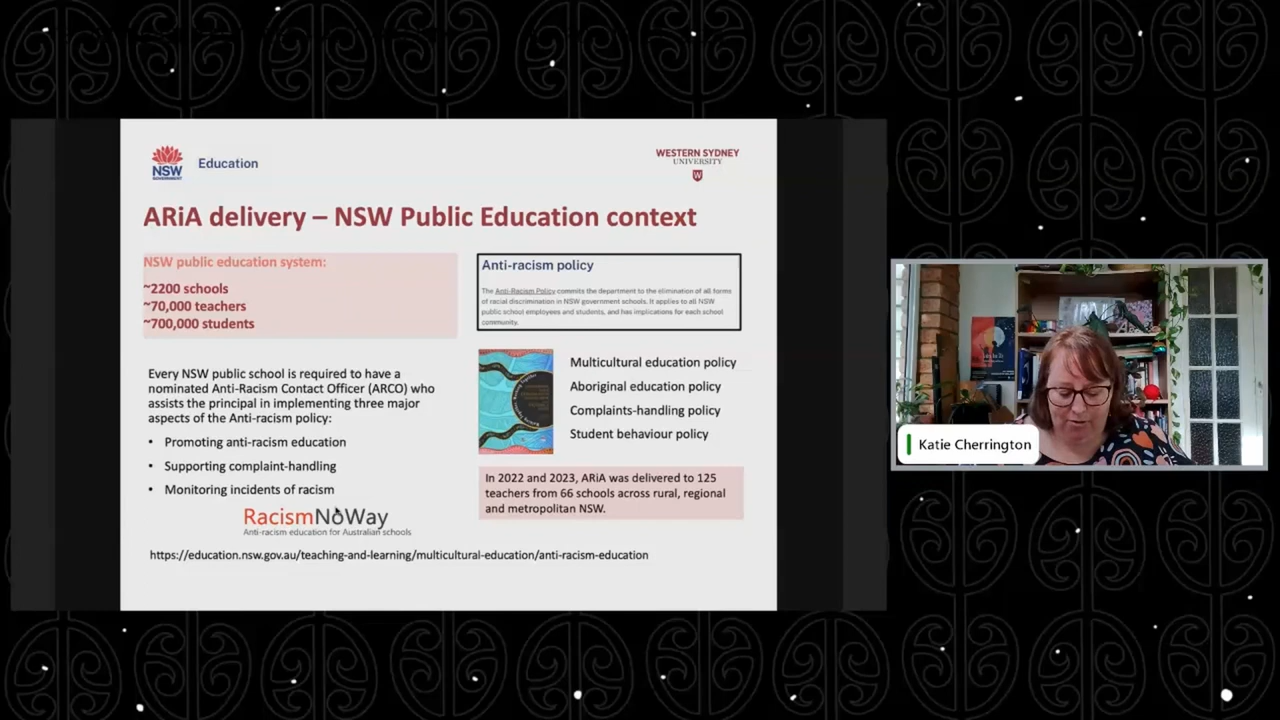 NSW
GOVERNMENT
Education
WESTERN SYDNEY
UNIVERSITY
W
ARiA delivery – NSW Public Education context
NSW public education system:
~2200 schools
~70,000 teachers
~700,000 students
Every NSW public school is required to have a
nominated Anti-Racism Contact Officer (ARCO) who
assists the principal in implementing three major
aspects of the Anti-racism policy:
• Promoting anti-racism education
• Supporting complaint-handling
• Monitoring incidents of racism
RacismNoWay
Anti-racism education for Australian schools
Anti-racism policy
The Anti-Racism Policy commits the department to the elimination of all forms
of racial discrimination in NSW government schools. It applies to all NSW
public school employees and students, and has implications for each school
community.
Multicultural education policy
Aboriginal education policy
Complaints-handling policy
Student behaviour policy
In 2022 and 2023, ARiA was delivered to 125
teachers from 66 schools across rural, regional
and metropolitan NSW.
https://education.nsw.gov.au/teaching-and-learning/multicultural-education/anti-racism-education
Katie Cherrington